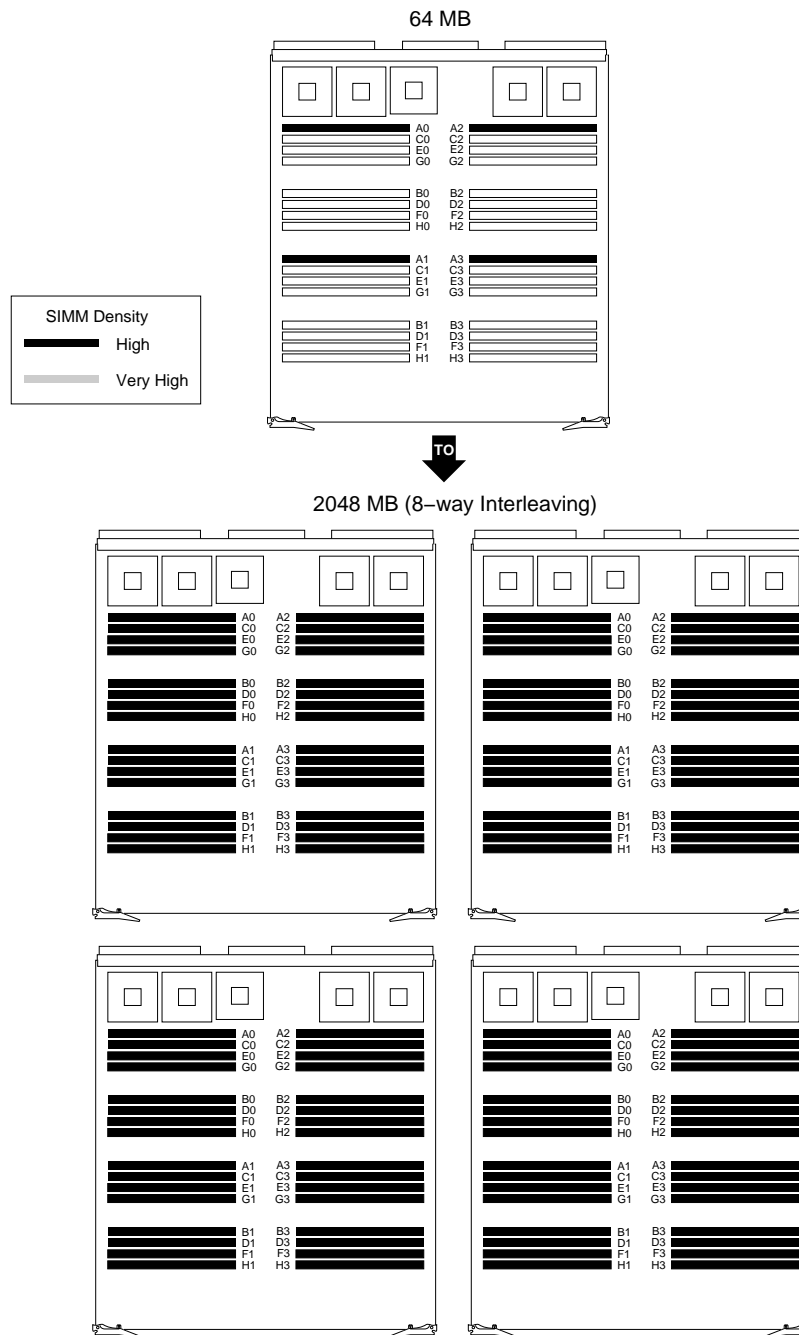 64 MB
A0 A2
C0 C2
E0 E2
G0 G2
B0 B2
D0 D2
F0 F2
H0 H2
A1 A3
C1 C3
E1 E3
G1 G3
B1 B3
D1 D3
F1 F3
H1 H3
SIMM Density
High
Very High
TO
2048 MB (8–way Interleaving)
A0 A2 A0 A2
C0 C2 C0 C2
E0 E2 E0 E2
G0 G2 G0 G2
B0 B2 B0 B2
D0 D2 D0 D2
F0 F2 F0 F2
H0 H2 H0 H2
A1 A3 A1 A3
C1 C3 C1 C3
E1 E3 E1 E3
G1 G3 G1 G3
B1 B3 B1 B3
D1 D3 D1 D3
F1 F3 F1 F3
H1 H3 H1 H3
A0 A2 A0 A2
C0 C2 C0 C2
E0 E2 E0 E2
G0 G2 G0 G2
B0 B2 B0 B2
D0 D2 D0 D2
F0 F2 F0 F2
H0 H2 H0 H2
A1 A3 A1 A3
C1 C3 C1 C3
E1 E3 E1 E3
G1 G3 G1 G3
B1 B3 B1 B3
D1 D3 D1 D3
F1 F3 F1 F3
H1 H3 H1 H3